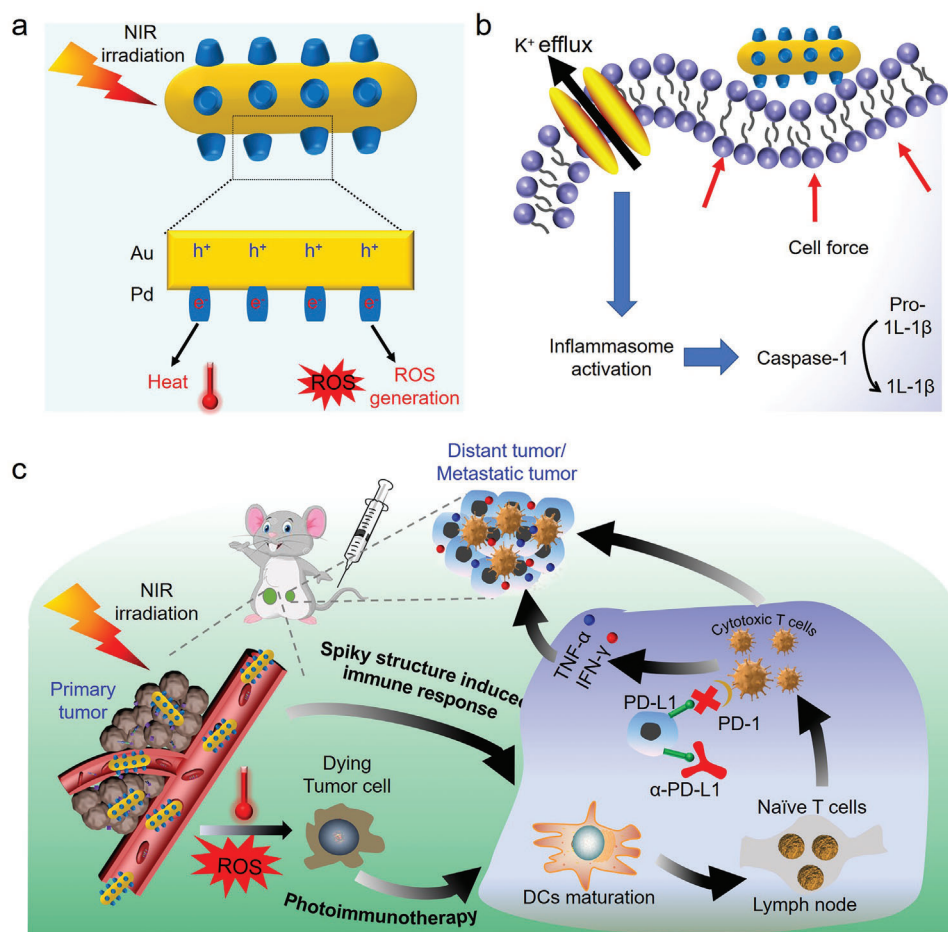 a
NIR
irradiation
Au
h⁺ h⁺ h⁺ h⁺
Pd
e⁻ e⁻ e⁻ e⁻
Heat
ROS
ROS
generation
b
K⁺ efflux
Cell force
Inflammasome
activation
Caspase-1
Pro-
1L-1β
1L-1β
c
Distant tumor/
Metastatic tumor
NIR
irradiation
Primary
tumor
Spiky structure induced
immune response
ROS
Dying
Tumor cell
Photoimmunotherapy
TNF-α
IFN-γ
Cytotoxic T cells
PD-L1
PD-1
α-PD-L1
DCs maturation
Naïve T cells
Lymph node